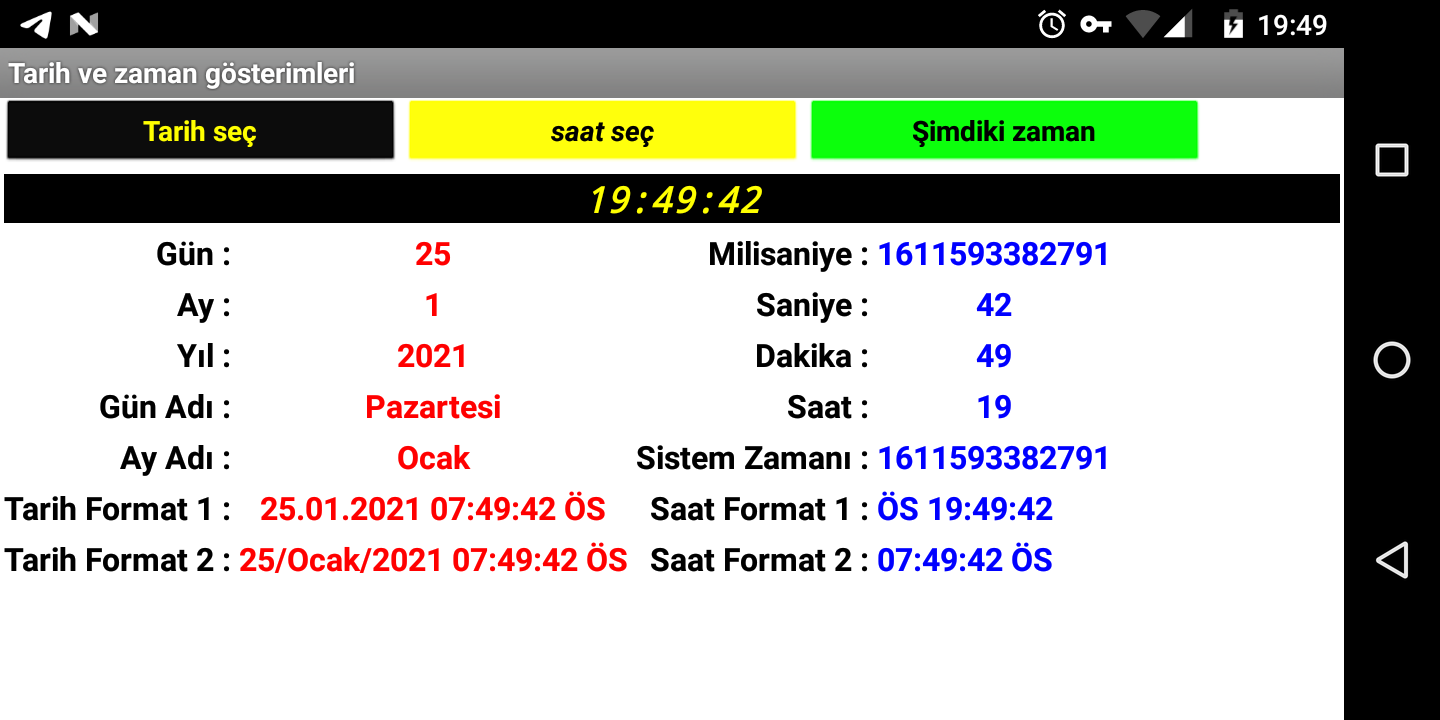 19:49
Tarih ve zaman gösterimleri
Tarih seç saat seç Şimdiki zaman
19:49:42
Gün : 25 Milisaniye : 1611593382791
Ay : 1 Saniye : 42
Yıl : 2021 Dakika : 49
Gün Adı : Pazartesi Saat : 19
Ay Adı : Ocak Sistem Zamanı : 1611593382791
Tarih Format 1 : 25.01.2021 07:49:42 ÖS Saat Format 1 : ÖS 19:49:42
Tarih Format 2 : 25/Ocak/2021 07:49:42 ÖS Saat Format 2 : 07:49:42 ÖS